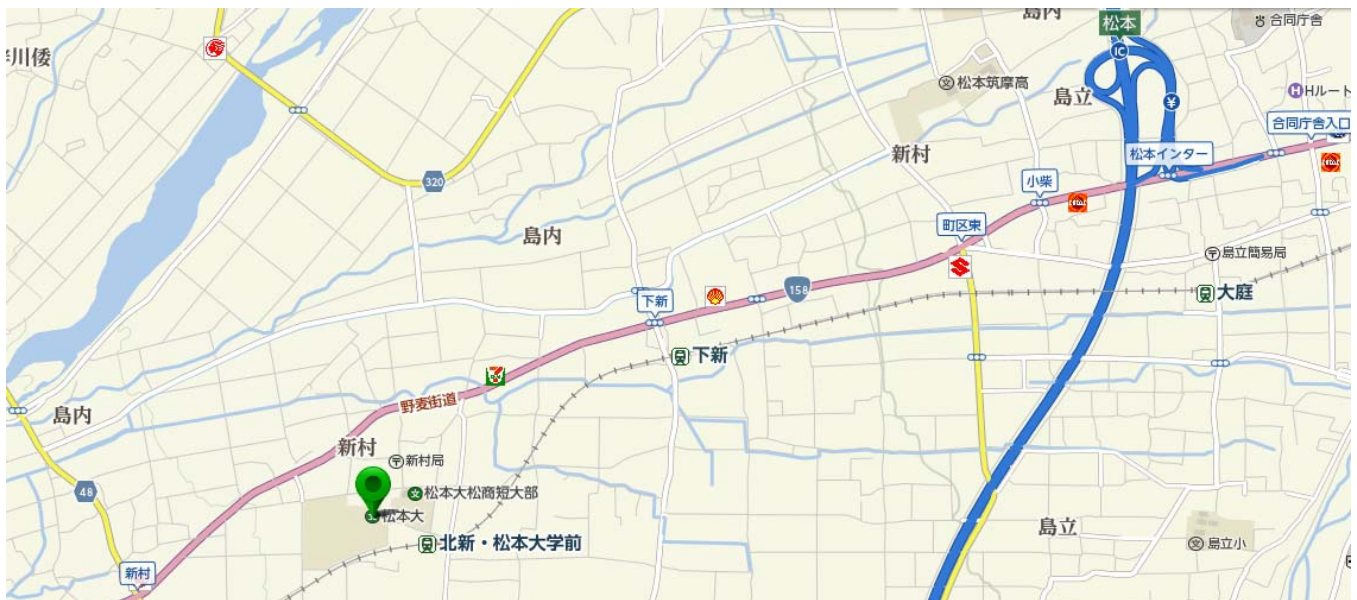 島内
松本
合同庁舎
梓川倭
IC
松本筑摩高
Hルート
島立
¥
合同庁舎入口
新村
松本インター
320
小柴
町区東
島内
島立簡易局
158
大庭
下新
下新
7
野麦街道
島内
新村
新村局
48
松本大松商短大部
松本大
島立
北新・松本大学前
島立小
新村